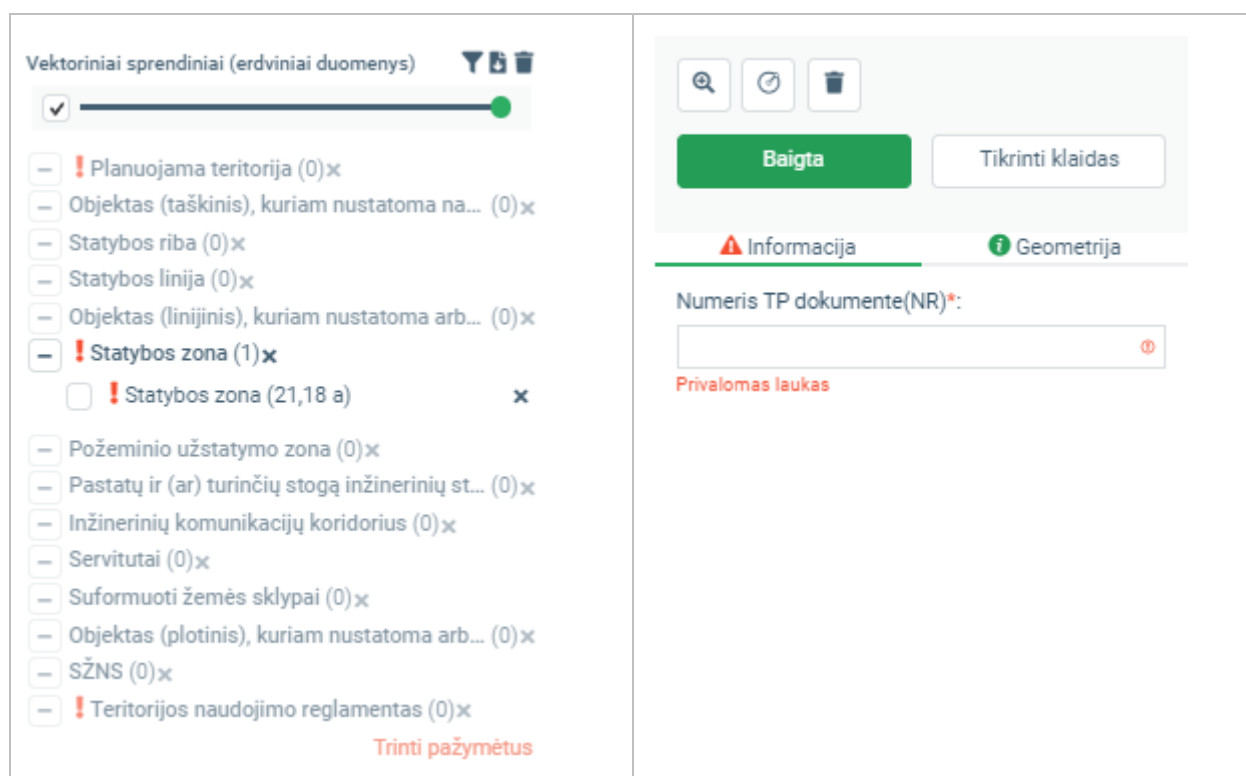 Vektoriniai sprendiniai (erdviniai duomenys)
! Planuojama teritorija (0)
Objektas (taškinis), kuriam nustatoma na... (0)
Statybos riba (0)
Statybos linija (0)
Objektas (linijinis), kuriam nustatoma arb... (0)
! Statybos zona (1)
! Statybos zona (21,18 a)
Požeminio užstatymo zona (0)
Pastatų ir (ar) turinčių stogą inžinerinių st... (0)
Inžinerinių komunikacijų koridorius (0)
Servitutai (0)
Suformuoti žemės sklypai (0)
Objektas (plotinis), kuriam nustatoma arb... (0)
SŽNS (0)
! Teritorijos naudojimo reglamentas (0)
Trinti pažymėtus
Baigta
Tikrinti klaidas
Informacija
Geometrija
Numeris TP dokumente(NR)*:
Privalomas laukas